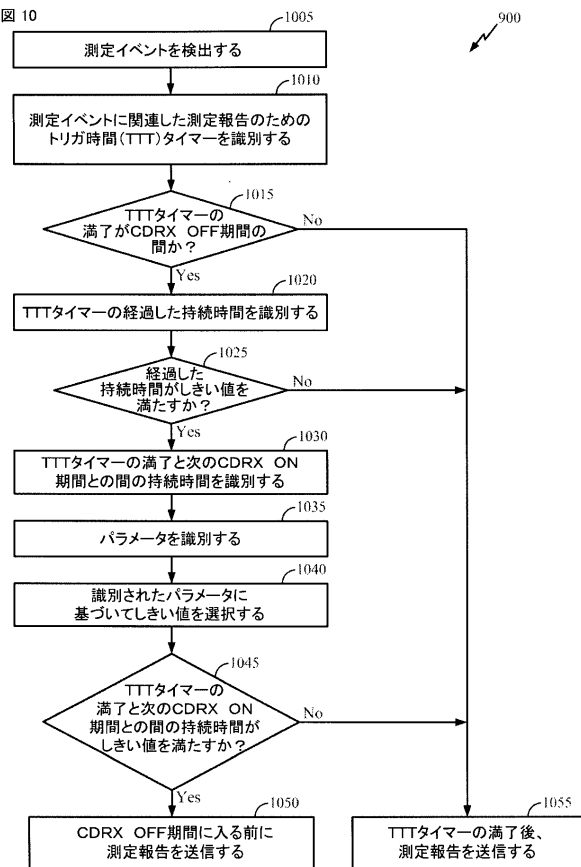 図 10
900
1005
測定イベントを検出する
1010
測定イベントに関連した測定報告のための
トリガ時間(TTT)タイマーを識別する
1015
TTTタイマーの
満了がCDRX OFF期間の
間か?
No
Yes
1020
TTTタイマーの経過した持続時間を識別する
1025
経過した
持続時間がしきい値を
満たすか?
No
Yes
1030
TTTタイマーの満了と次のCDRX ON
期間との間の持続時間を識別する
1035
パラメータを識別する
1040
識別されたパラメータに
基づいてしきい値を選択する
1045
TTTタイマーの
満了と次のCDRX ON
期間との間の持続時間が
しきい値を満たすか?
No
Yes
1050
CDRX OFF期間に入る前に
測定報告を送信する
1055
TTTタイマーの満了後、
測定報告を送信する